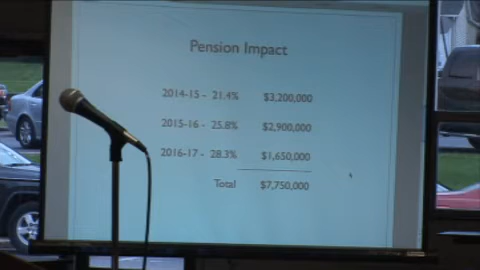 Pension Impact
2014-15 - 21.4% $3,200,000
2015-16 - 25.8% $2,900,000
2016-17 - 28.3% $1,650,000
Total $7,750,000